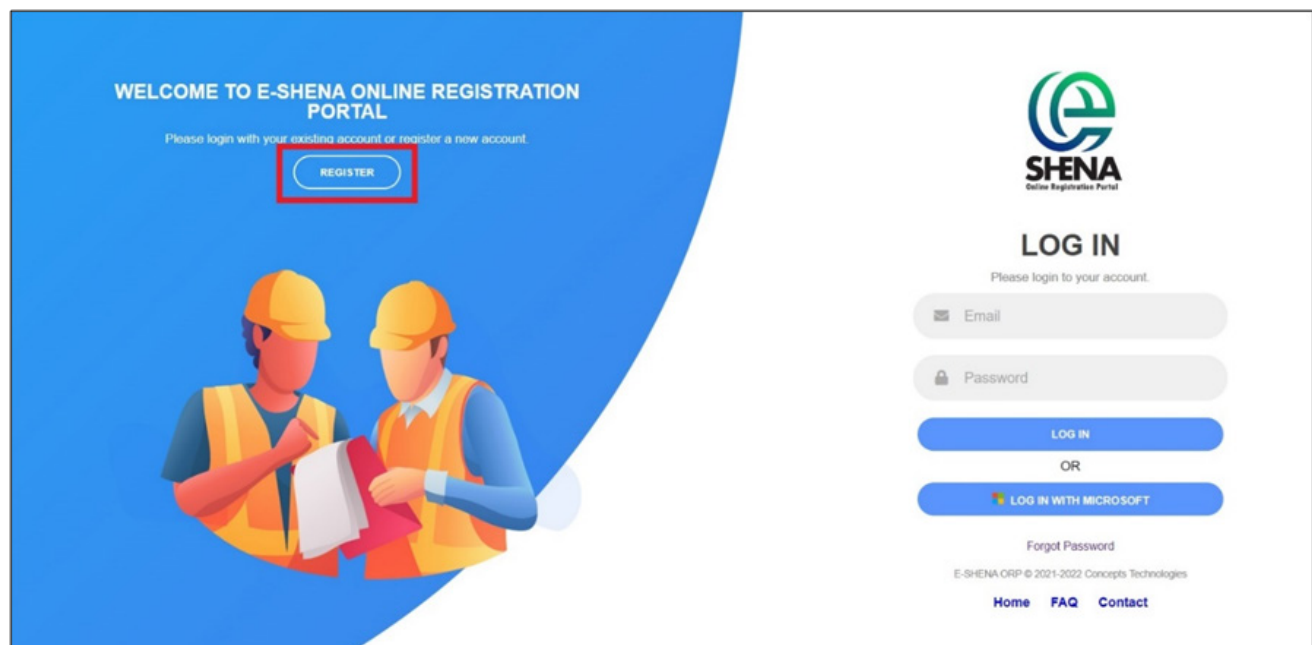 WELCOME TO E-SHENA ONLINE REGISTRATION
PORTAL
Please login with your existing account or register a new account.
REGISTER
e
SHENA
Online Registration Portal
LOG IN
Please login to your account.
Email
Password
LOG IN
OR
LOG IN WITH MICROSOFT
Forgot Password
E-SHENA ORP © 2021-2022 Concepts Technologies
Home FAQ Contact